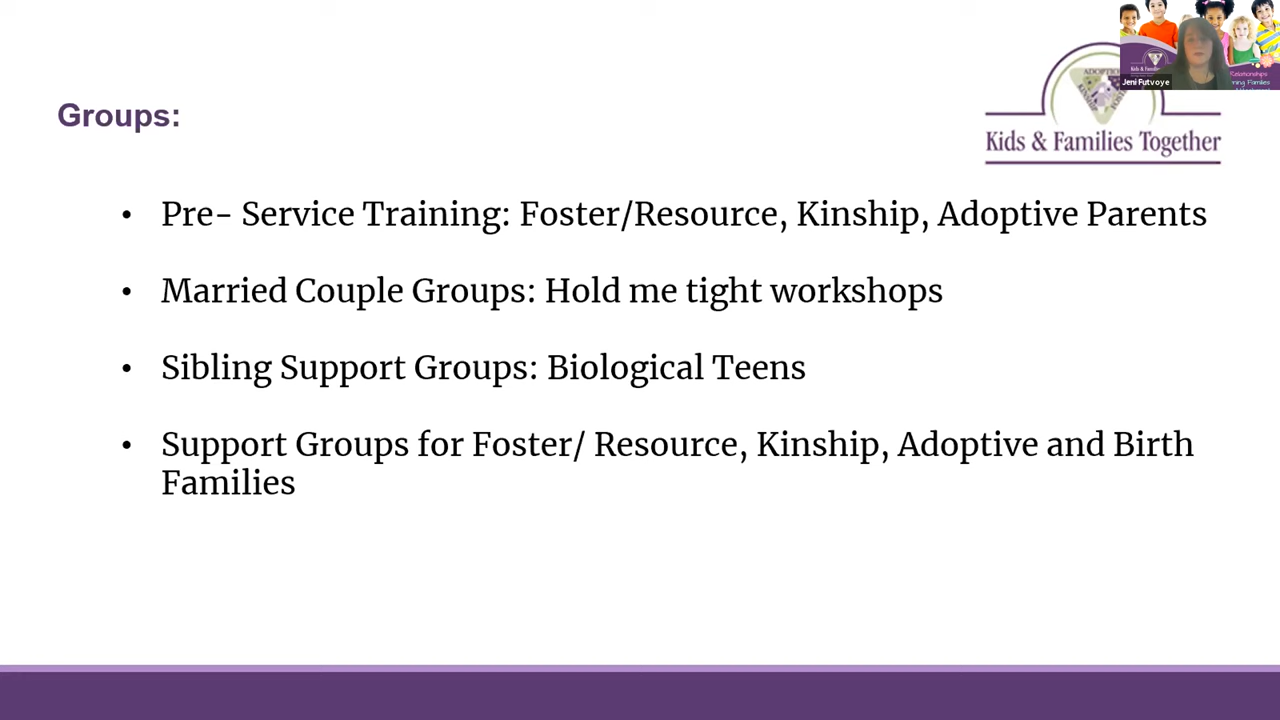 Groups:
Kids & Families Together
Jeni Futvoye
• Pre- Service Training: Foster/Resource, Kinship, Adoptive Parents
• Married Couple Groups: Hold me tight workshops
• Sibling Support Groups: Biological Teens
• Support Groups for Foster/ Resource, Kinship, Adoptive and Birth
Families